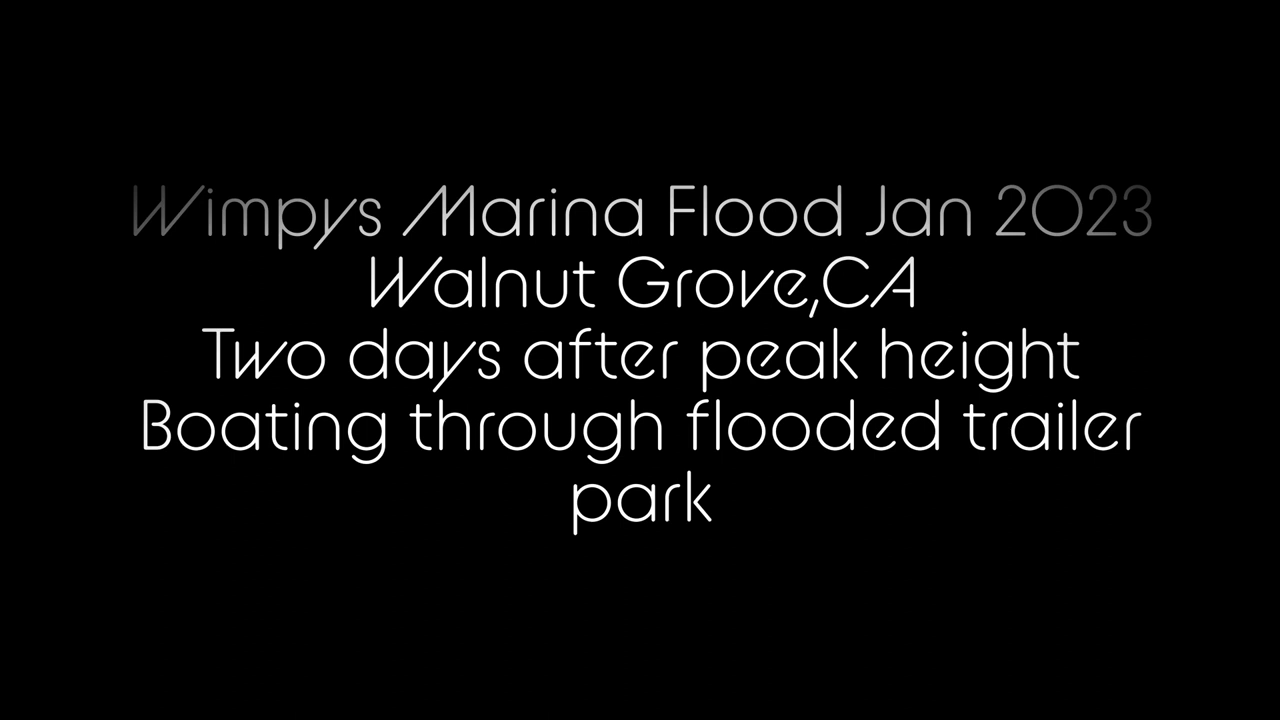 Wimpys Marina Flood Jan 2023
Walnut Grove,CA
Two days after peak height
Boating through flooded trailer
park